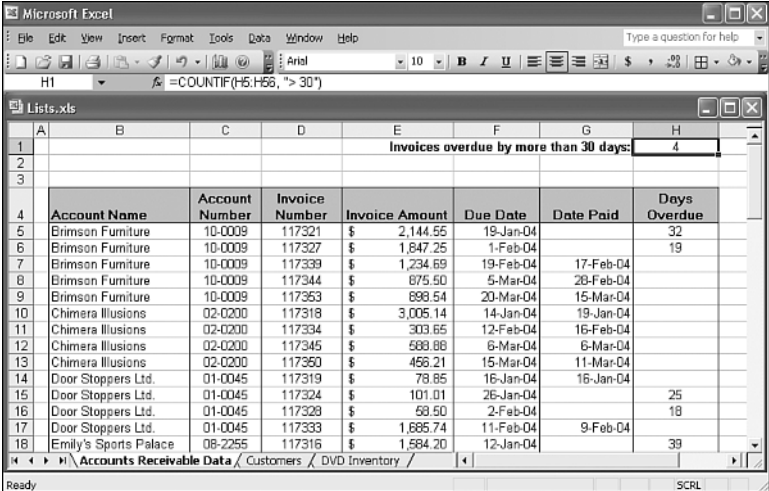 Microsoft Excel
File Edit View Insert Format Tools Data Window Help Type a question for help
Arial 10 B I U $ ,
H1 fx =COUNTIF(H5:H56, "> 30")
Lists.xls
A B C D E F G H
1 Invoices overdue by more than 30 days: 4
2
3
4 Account Name Account Number Invoice Number Invoice Amount Due Date Date Paid Days Overdue
5 Brimson Furniture 10-0009 117321 $ 2,144.55 19-Jan-04 32
6 Brimson Furniture 10-0009 117327 $ 1,847.25 1-Feb-04 19
7 Brimson Furniture 10-0009 117339 $ 1,234.69 19-Feb-04 17-Feb-04
8 Brimson Furniture 10-0009 117344 $ 875.50 5-Mar-04 28-Feb-04
9 Brimson Furniture 10-0009 117353 $ 898.54 20-Mar-04 15-Mar-04
10 Chimera Illusions 02-0200 117318 $ 3,005.14 14-Jan-04 19-Jan-04
11 Chimera Illusions 02-0200 117334 $ 303.65 12-Feb-04 16-Feb-04
12 Chimera Illusions 02-0200 117345 $ 588.88 6-Mar-04 6-Mar-04
13 Chimera Illusions 02-0200 117350 $ 456.21 15-Mar-04 11-Mar-04
14 Door Stoppers Ltd. 01-0045 117319 $ 78.85 16-Jan-04 16-Jan-04
15 Door Stoppers Ltd. 01-0045 117324 $ 101.01 26-Jan-04 25
16 Door Stoppers Ltd. 01-0045 117328 $ 58.50 2-Feb-04 18
17 Door Stoppers Ltd. 01-0045 117333 $ 1,685.74 11-Feb-04 9-Feb-04
18 Emily's Sports Palace 08-2255 117316 $ 1,584.20 12-Jan-04 39
Accounts Receivable Data / Customers / DVD Inventory /
Ready SCRL